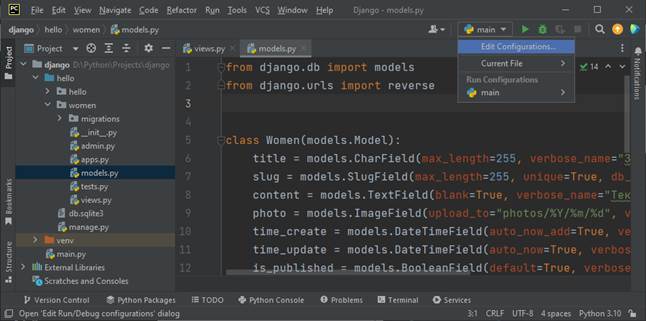 PC File Edit View Navigate Code Refactor Run Tools VCS Window Help Django - models.py
django hello women models.py main
Edit Configurations...
Current File
Run Configurations
main
Project
django D:\Python\Projects\django
hello
hello
women
migrations
__init__.py
admin.py
apps.py
models.py
tests.py
views.py
db.sqlite3
manage.py
venv
main.py
External Libraries
Scratches and Consoles
Project
Bookmarks
Structure
views.py models.py
14
Notifications
1 from django.db import models
2 from django.urls import reverse
3
4
5 class Women(models.Model):
6 title = models.CharField(max_length=255, verbose_name="З
7 slug = models.SlugField(max_length=255, unique=True, db_
8 content = models.TextField(blank=True, verbose_name="Тек
9 photo = models.ImageField(upload_to="photos/%Y/%m/%d", v
10 time_create = models.DateTimeField(auto_now_add=True, ve
11 time_update = models.DateTimeField(auto_now=True, verbos
12 is_published = models.BooleanField(default=True, verbose
Version Control Python Packages TODO Python Console Problems Terminal Services
Open 'Edit Run/Debug configurations' dialog 3:1 CRLF UTF-8 4 spaces Python 3.10